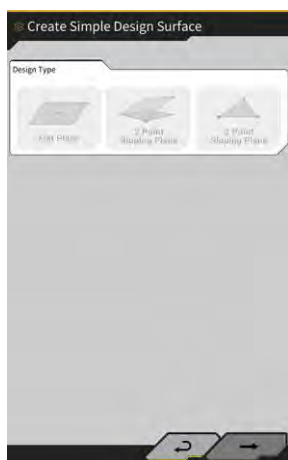 Create Simple Design Surface
Design Type
Flat Plane
2 Point
Sloping Plane
3 Point
Sloping Plane